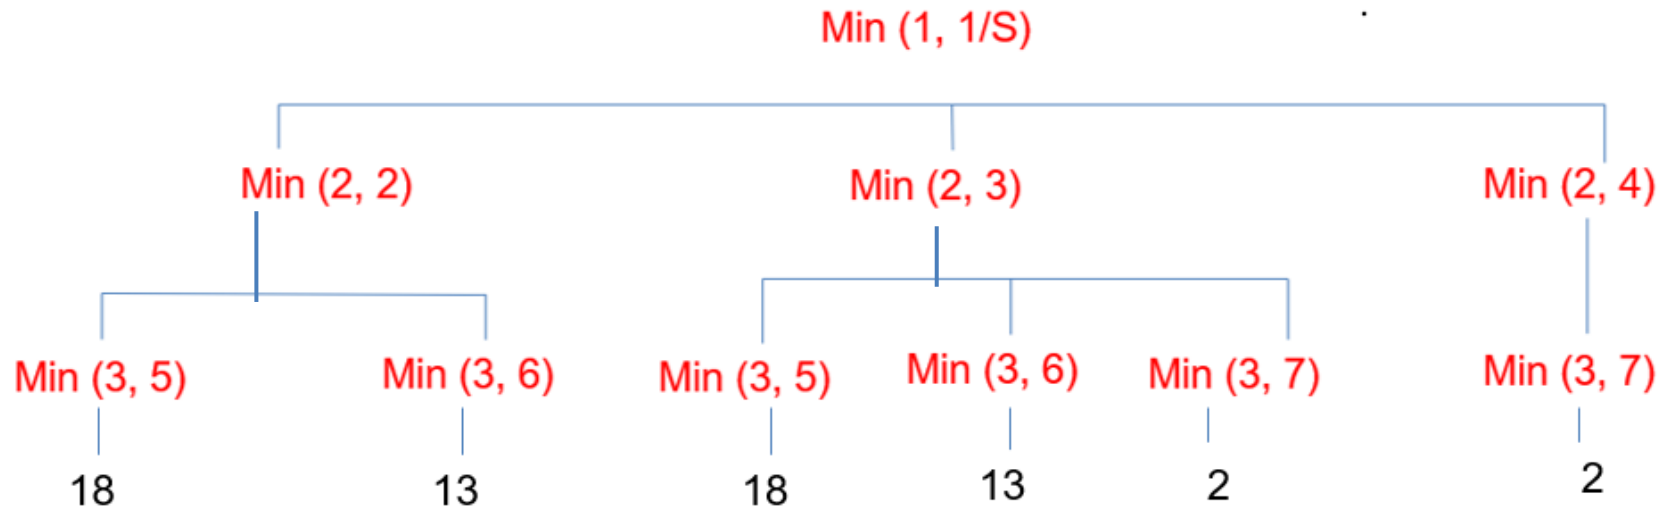 Min (1, 1/S)
Min (2, 2) Min (2, 3) Min (2, 4)
Min (3, 5) Min (3, 6) Min (3, 5) Min (3, 6) Min (3, 7) Min (3, 7)
18 13 18 13 2 2